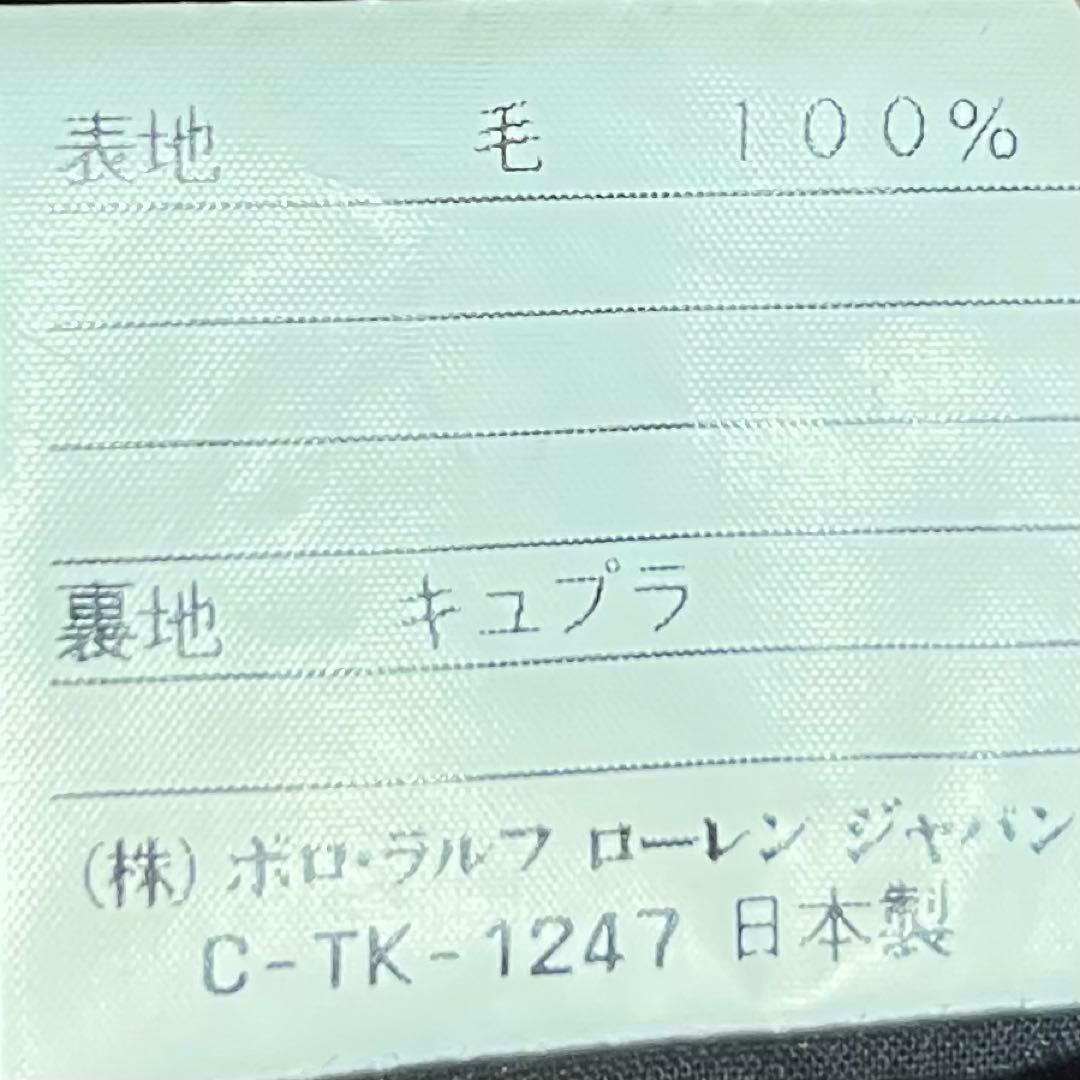 表地 毛 100%
裏地 キュプラ
(株) ポロ・ラルフ ローレン ジャパン
C-TK-1247 日本製